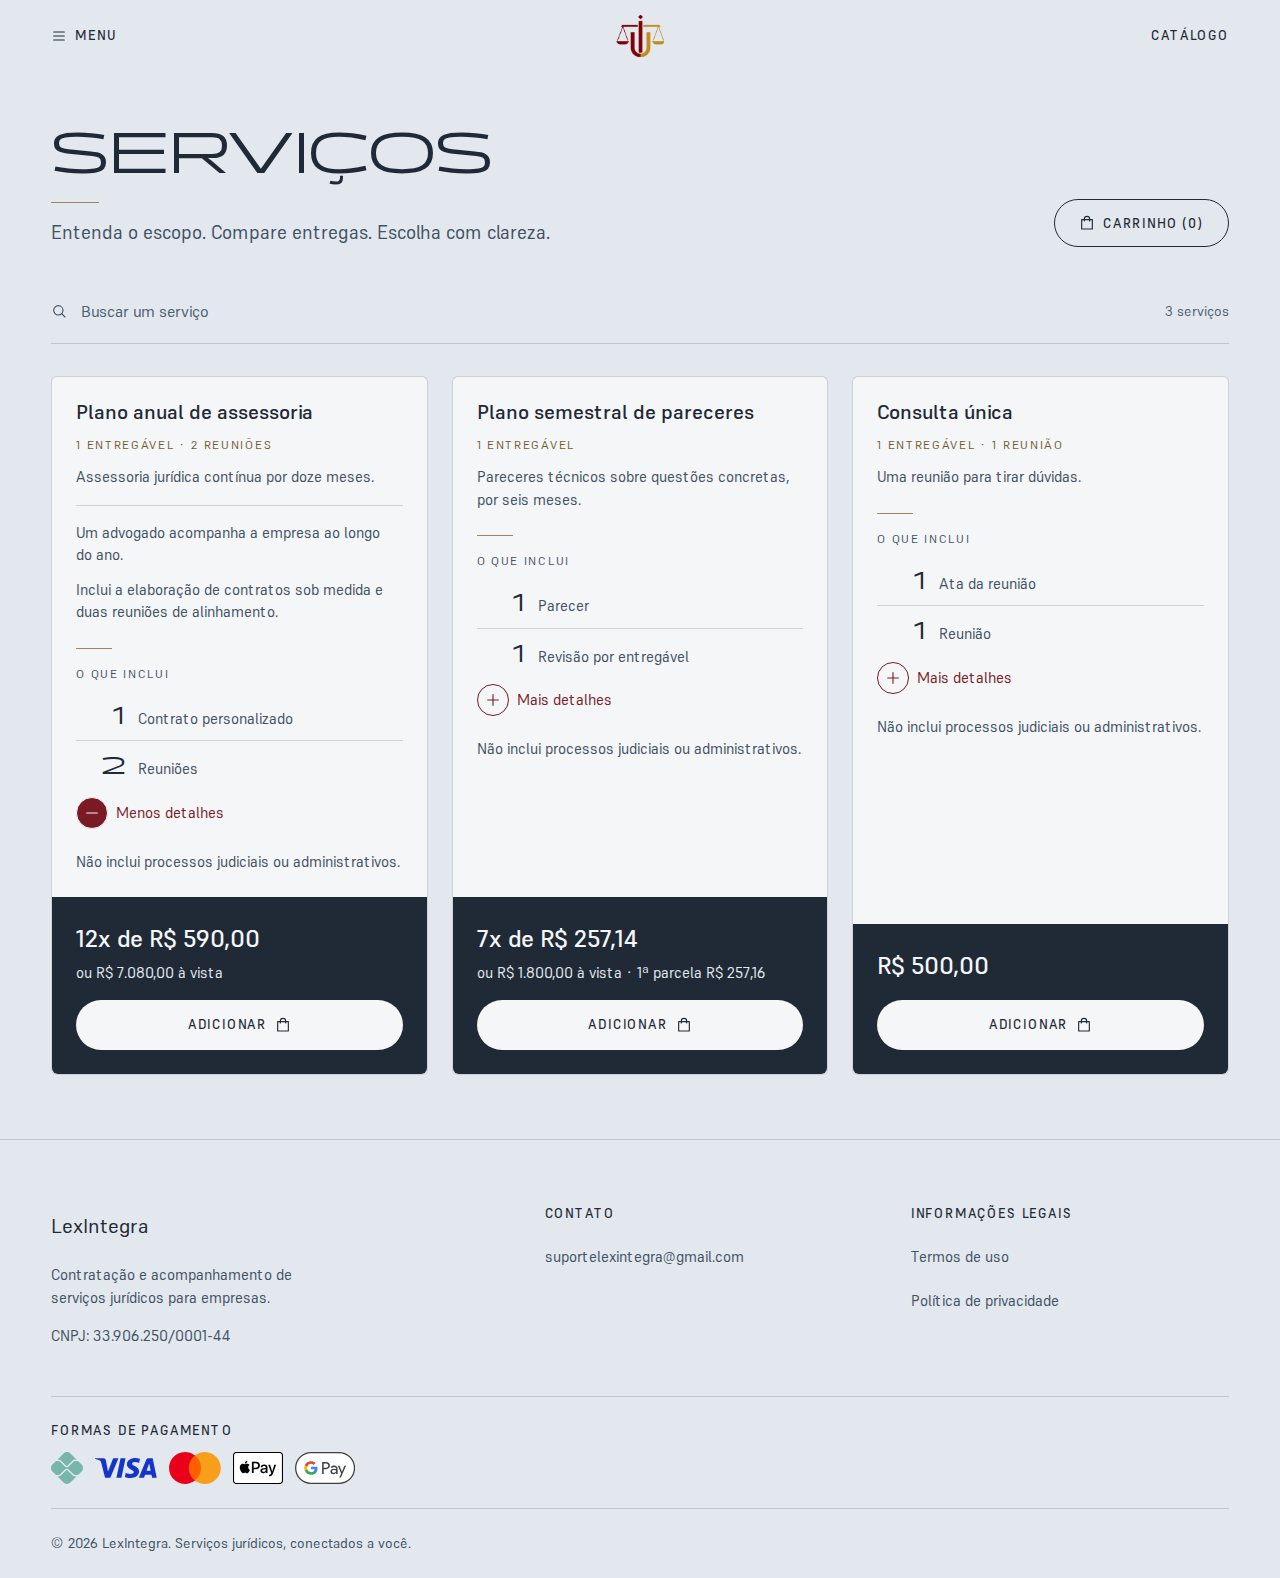 MENU
CATÁLOGO
SERVIÇOS
Entenda o escopo. Compare entregas. Escolha com clareza.
CARRINHO (0)
Buscar um serviço
3 serviços
Plano anual de assessoria
1 ENTREGÁVEL · 2 REUNIÕES
Assessoria jurídica contínua por doze meses.
Um advogado acompanha a empresa ao longo
do ano.
Inclui a elaboração de contratos sob medida e
duas reuniões de alinhamento.
O QUE INCLUI
1 Contrato personalizado
2 Reuniões
Menos detalhes
Não inclui processos judiciais ou administrativos.
12x de R$ 590,00
ou R$ 7.080,00 à vista
ADICIONAR
Plano semestral de pareceres
1 ENTREGÁVEL
Pareceres técnicos sobre questões concretas,
por seis meses.
O QUE INCLUI
1 Parecer
1 Revisão por entregável
Mais detalhes
Não inclui processos judiciais ou administrativos.
7x de R$ 257,14
ou R$ 1.800,00 à vista · 1ª parcela R$ 257,16
ADICIONAR
Consulta única
1 ENTREGÁVEL · 1 REUNIÃO
Uma reunião para tirar dúvidas.
O QUE INCLUI
1 Ata da reunião
1 Reunião
Mais detalhes
Não inclui processos judiciais ou administrativos.
R$ 500,00
ADICIONAR
LexIntegra
Contratação e acompanhamento de
serviços jurídicos para empresas.
CNPJ: 33.906.250/0001-44
CONTATO
suportelexintegra@gmail.com
INFORMAÇÕES LEGAIS
Termos de uso
Política de privacidade
FORMAS DE PAGAMENTO
VISA
Pay
G Pay
© 2026 LexIntegra. Serviços jurídicos, conectados a você.